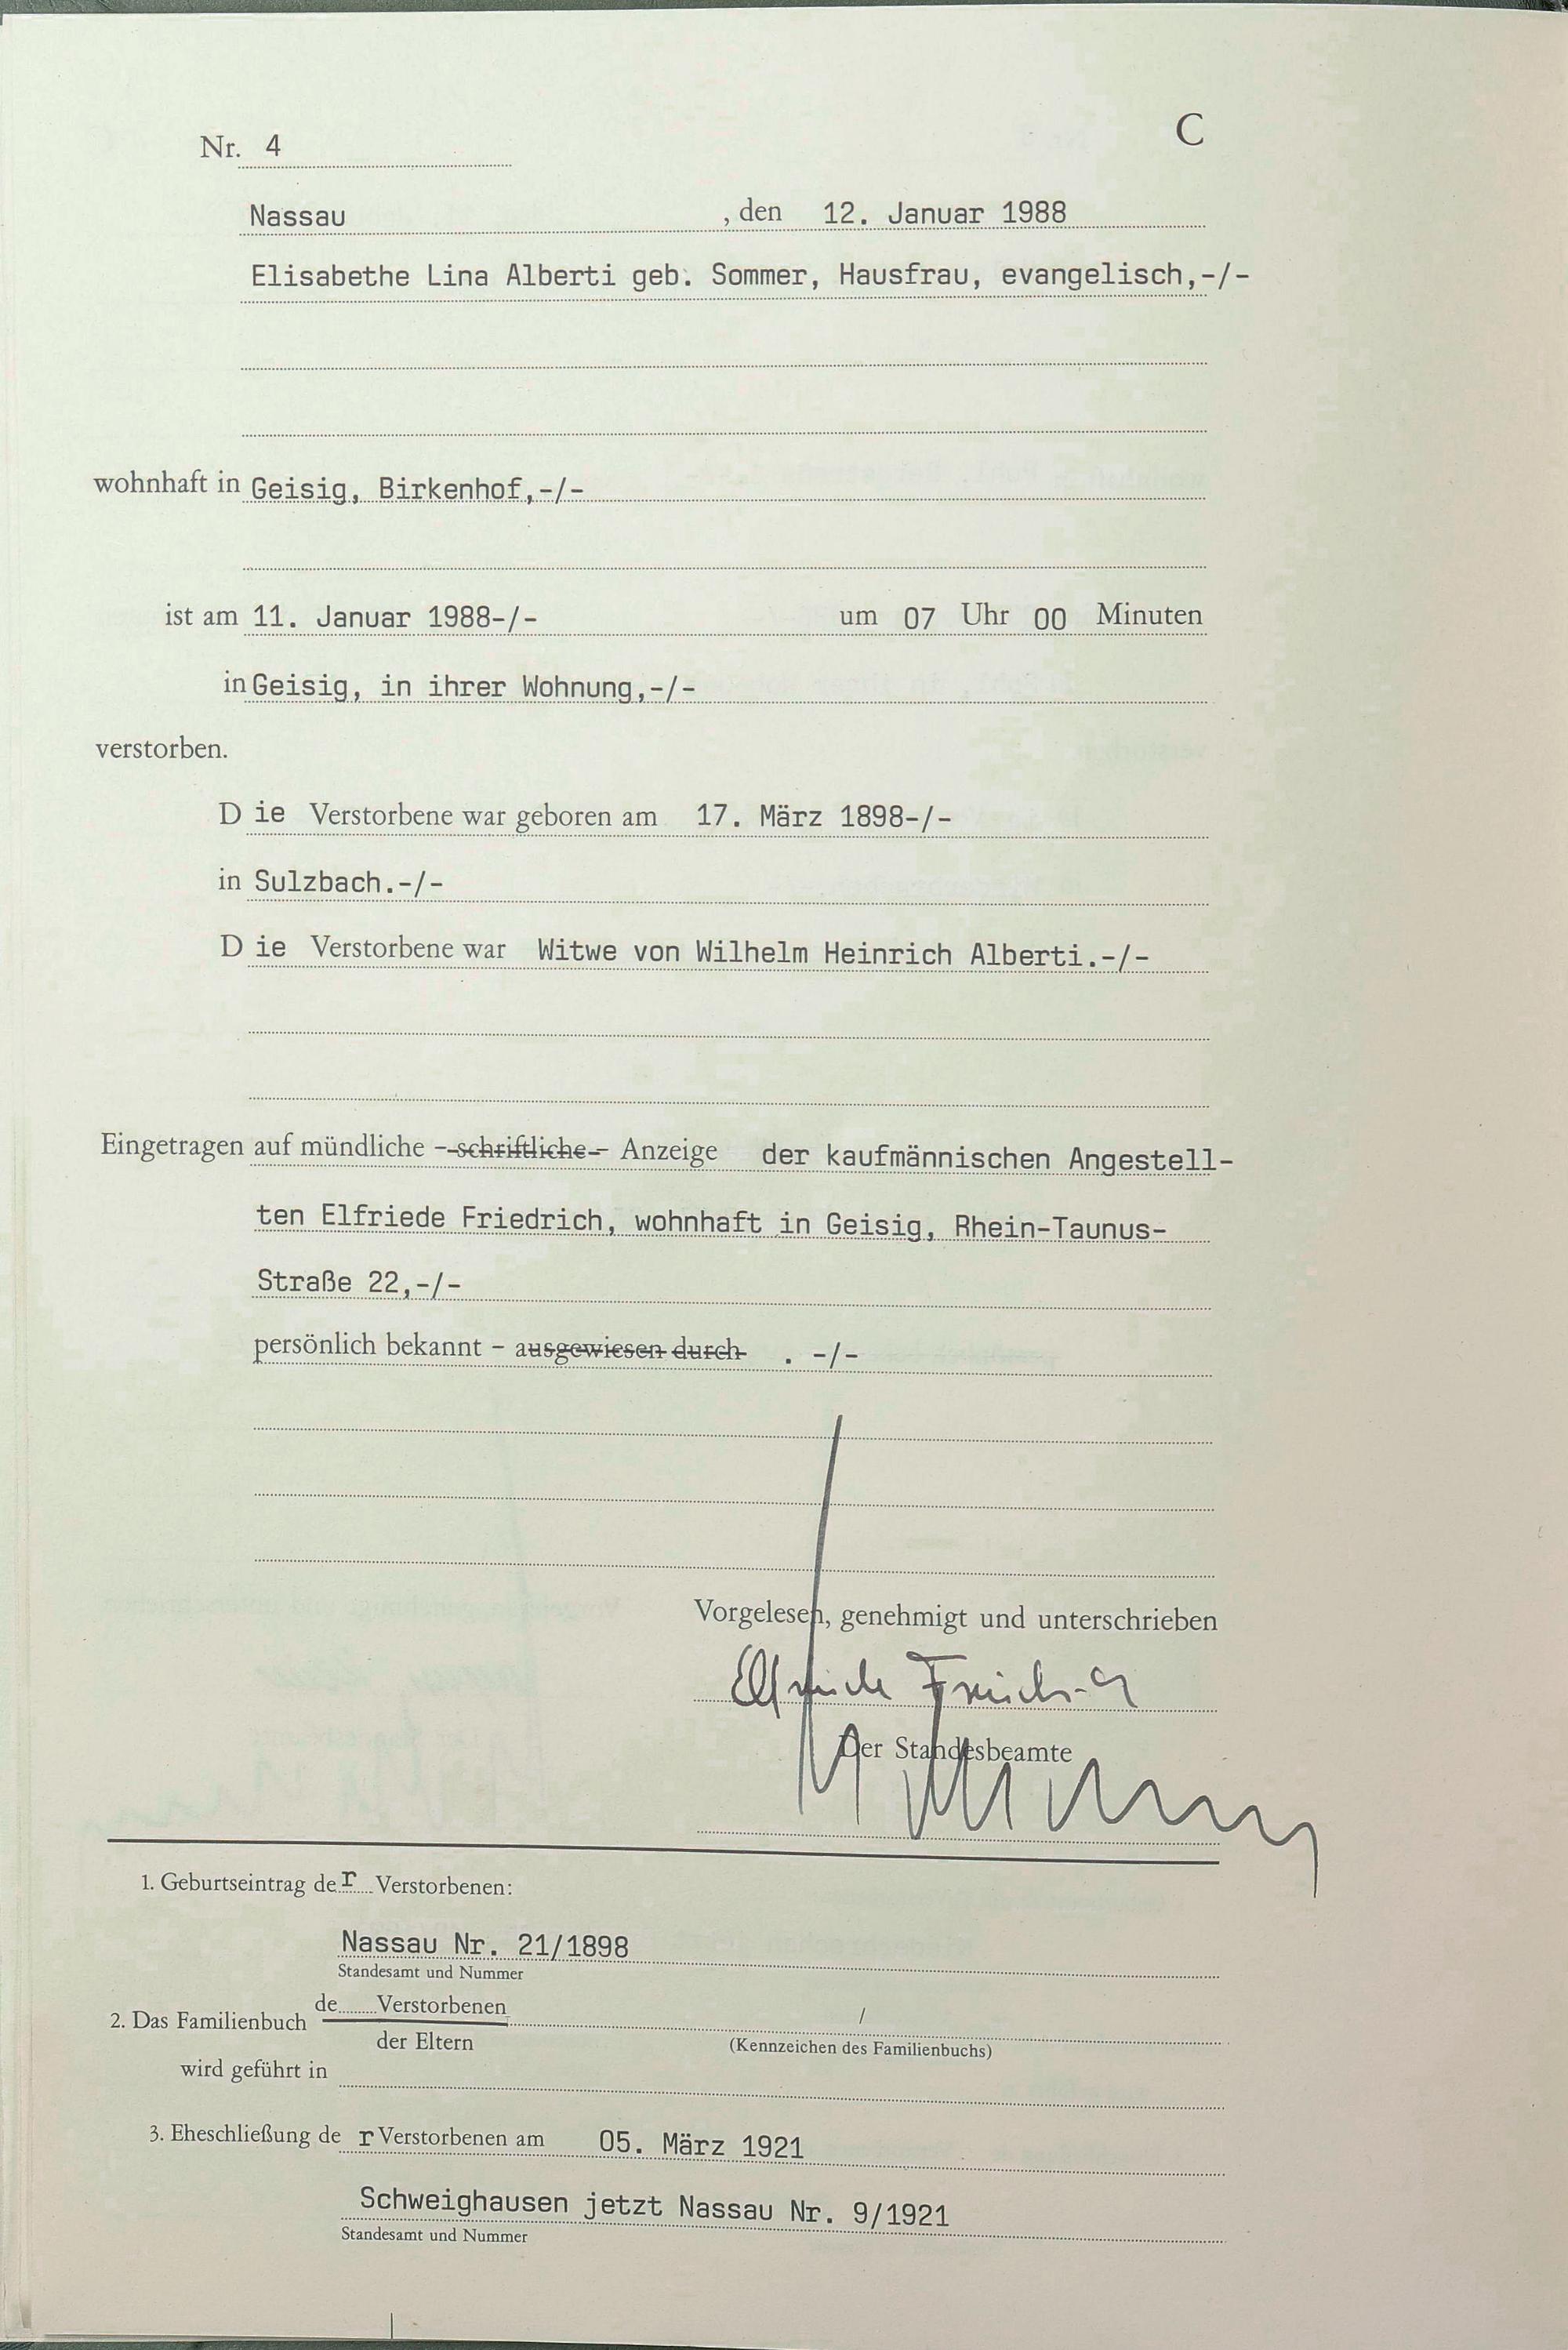 C
Nr. 4
Nassau , den 12. Januar 1988
Elisabethe Lina Alberti geb. Sommer, Hausfrau, evangelisch,-/-
wohnhaft in Geisig, Birkenhof,-/-
ist am 11. Januar 1988-/- um 07 Uhr 00 Minuten
in Geisig, in ihrer Wohnung,-/-
verstorben.
Die Verstorbene war geboren am 17. März 1898-/-
in Sulzbach.-/-
Die Verstorbene war Witwe von Wilhelm Heinrich Alberti.-/-
Eingetragen auf mündliche - schriftliche - Anzeige der kaufmännischen Angestell-
ten Elfriede Friedrich, wohnhaft in Geisig, Rhein-Taunus-
Straße 22,-/-
persönlich bekannt - ausgewiesen durch . -/-
Vorgelesen, genehmigt und unterschrieben
Elfriede Friedrich
Der Standesbeamte
1. Geburtseintrag der Verstorbenen:
Nassau Nr. 21/1898
Standesamt und Nummer
de Verstorbenen /
2. Das Familienbuch
der Eltern (Kennzeichen des Familienbuchs)
wird geführt in
3. Eheschließung der Verstorbenen am 05. März 1921
Schweighausen jetzt Nassau Nr. 9/1921
Standesamt und Nummer